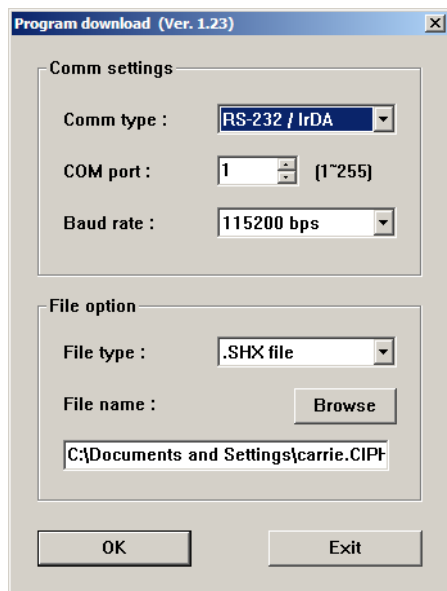 Program download (Ver. 1.23)
Comm settings
Comm type : RS-232 / IrDA
COM port : 1 (1~255)
Baud rate : 115200 bps
File option
File type : .SHX file
File name : Browse
C:\Documents and Settings\carrie.CIPH
OK Exit